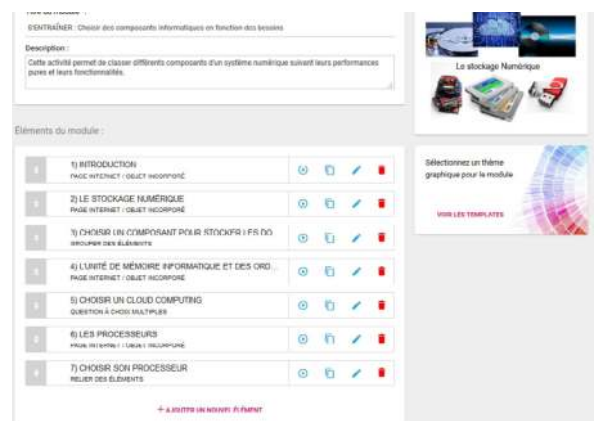 S'ENTRAÎNER : Choisir des composants informatiques en fonction des besoins
Description :
Cette activité permet de classer différents composants d'un système numérique suivant leurs performances
pures et leurs fonctionnalités.
Le stockage Numérique
Éléments du module :
1) INTRODUCTION
PAGE INTERNET / OBJET INCORPORÉ
2) LE STOCKAGE NUMÉRIQUE
PAGE INTERNET / OBJET INCORPORÉ
3) CHOISIR UN COMPOSANT POUR STOCKER LES DO
GROUPER DES ÉLÉMENTS
4) L'UNITÉ DE MÉMOIRE INFORMATIQUE ET DES ORD...
PAGE INTERNET / OBJET INCORPORÉ
5) CHOISIR UN CLOUD COMPUTING
QUESTION À CHOIX MULTIPLES
6) LES PROCESSEURS
PAGE INTERNET / OBJET INCORPORÉ
7) CHOISIR SON PROCESSEUR
RELIER DES ÉLÉMENTS
+ AJOUTER UN NOUVEL ÉLÉMENT
Sélectionnez un thème
graphique pour le module
VOIR LES TEMPLATES